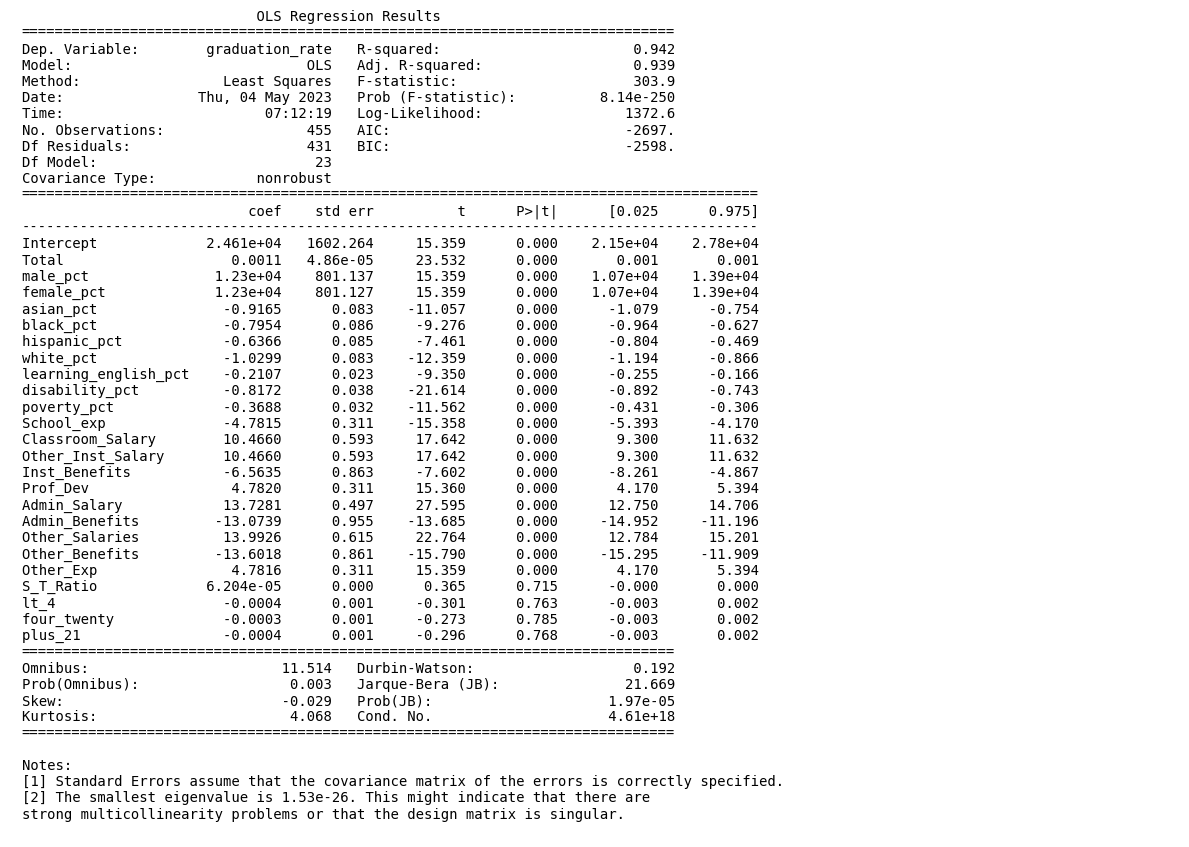 OLS Regression Results
==============================================================================
Dep. Variable:        graduation_rate   R-squared:                       0.942
Model:                            OLS   Adj. R-squared:                  0.939
Method:                 Least Squares   F-statistic:                     303.9
Date:                Thu, 04 May 2023   Prob (F-statistic):          8.14e-250
Time:                        07:12:19   Log-Likelihood:                 1372.6
No. Observations:                 455   AIC:                            -2697.
Df Residuals:                     431   BIC:                            -2598.
Df Model:                          23
Covariance Type:            nonrobust
========================================================================================
                           coef    std err          t      P>|t|      [0.025      0.975]
----------------------------------------------------------------------------------------
Intercept             2.461e+04   1602.264     15.359      0.000    2.15e+04    2.78e+04
Total                    0.0011   4.86e-05     23.532      0.000       0.001       0.001
male_pct               1.23e+04    801.137     15.359      0.000    1.07e+04    1.39e+04
female_pct             1.23e+04    801.127     15.359      0.000    1.07e+04    1.39e+04
asian_pct               -0.9165      0.083    -11.057      0.000      -1.079      -0.754
black_pct               -0.7954      0.086     -9.276      0.000      -0.964      -0.627
hispanic_pct            -0.6366      0.085     -7.461      0.000      -0.804      -0.469
white_pct               -1.0299      0.083    -12.359      0.000      -1.194      -0.866
learning_english_pct    -0.2107      0.023     -9.350      0.000      -0.255      -0.166
disability_pct          -0.8172      0.038    -21.614      0.000      -0.892      -0.743
poverty_pct             -0.3688      0.032    -11.562      0.000      -0.431      -0.306
School_exp              -4.7815      0.311    -15.358      0.000      -5.393      -4.170
Classroom_Salary        10.4660      0.593     17.642      0.000       9.300      11.632
Other_Inst_Salary       10.4660      0.593     17.642      0.000       9.300      11.632
Inst_Benefits           -6.5635      0.863     -7.602      0.000      -8.261      -4.867
Prof_Dev                 4.7820      0.311     15.360      0.000       4.170       5.394
Admin_Salary            13.7281      0.497     27.595      0.000      12.750      14.706
Admin_Benefits         -13.0739      0.955    -13.685      0.000     -14.952     -11.196
Other_Salaries          13.9926      0.615     22.764      0.000      12.784      15.201
Other_Benefits         -13.6018      0.861    -15.790      0.000     -15.295     -11.909
Other_Exp                4.7816      0.311     15.359      0.000       4.170       5.394
S_T_Ratio             6.204e-05      0.000      0.365      0.715      -0.000       0.000
lt_4                    -0.0004      0.001     -0.301      0.763      -0.003       0.002
four_twenty             -0.0003      0.001     -0.273      0.785      -0.003       0.002
plus_21                 -0.0004      0.001     -0.296      0.768      -0.003       0.002
==============================================================================
Omnibus:                       11.514   Durbin-Watson:                   0.192
Prob(Omnibus):                  0.003   Jarque-Bera (JB):               21.669
Skew:                          -0.029   Prob(JB):                     1.97e-05
Kurtosis:                       4.068   Cond. No.                     4.61e+18
==============================================================================
Notes:
[1] Standard Errors assume that the covariance matrix of the errors is correctly specified.
[2] The smallest eigenvalue is 1.53e-26. This might indicate that there are
strong multicollinearity problems or that the design matrix is singular.